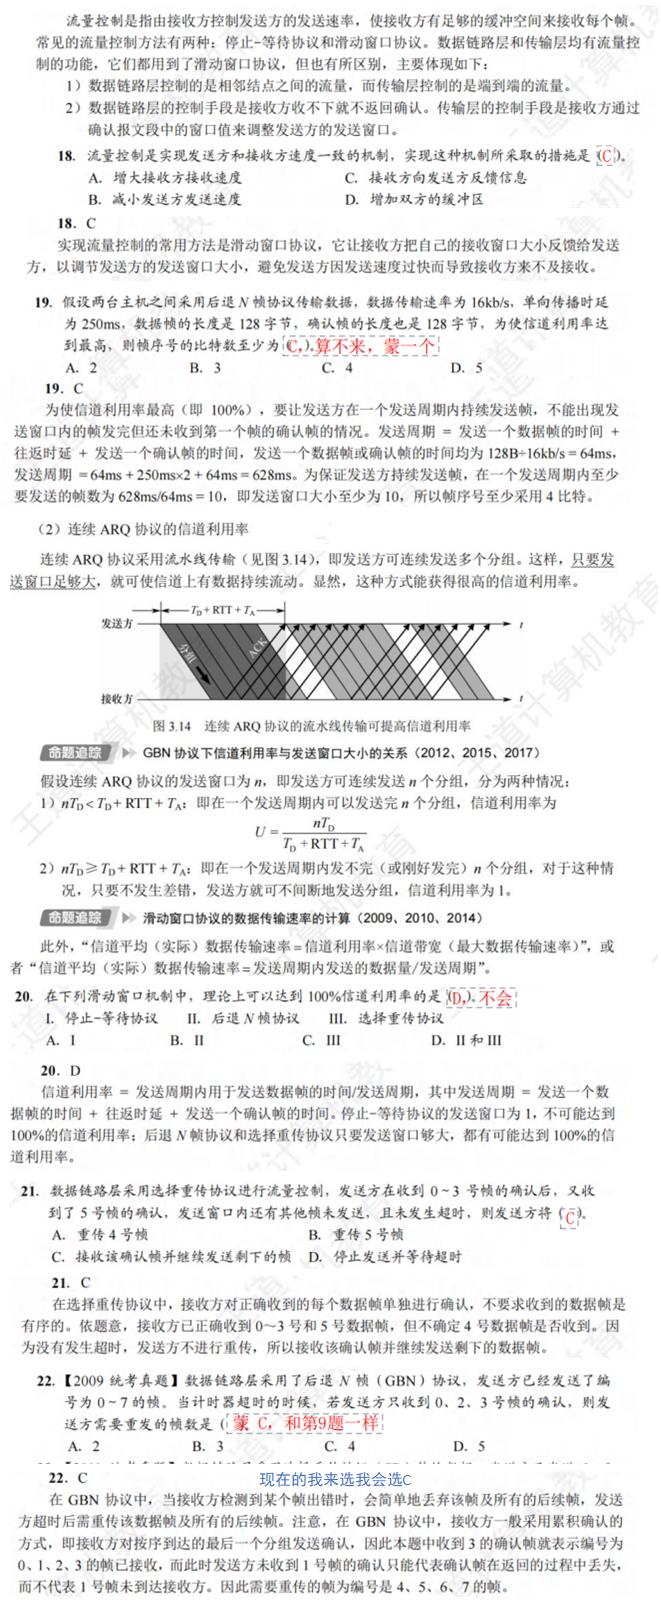 流量控制是指由接收方控制发送方的发送速率，使接收方有足够的缓冲空间来接收每个帧。
常见的流量控制方法有两种：停止-等待协议和滑动窗口协议。数据链路层和传输层均有流量控
制的功能，它们都用到了滑动窗口协议，但也有所区别，主要体现如下：
1）数据链路层控制的是相邻结点之间的流量，而传输层控制的是端到端的流量。
2）数据链路层的控制手段是接收方收不下就不返回确认。传输层的控制手段是接收方通过
确认报文段中的窗口值来调整发送方的发送窗口。
18. 流量控制是实现发送方和接收方速度一致的机制，实现这种机制所采取的措施是（C）。
A. 增大接收方接收速度 C. 接收方向发送方反馈信息
B. 减小发送方发送速度 D. 增加双方的缓冲区
18. C
实现流量控制的常用方法是滑动窗口协议，它让接收方把自己的接收窗口大小反馈给发送
方，以调节发送方的发送窗口大小，避免发送方因发送速度过快而导致接收方来不及接收。
19. 假设两台主机之间采用后退 N 帧协议传输数据，数据传输速率为 16kb/s，单向传播时延
为 250ms，数据帧的长度是 128 字节，确认帧的长度也是 128 字节，为使信道利用率达
到最高，则帧序号的比特数至少为（C，算不来，蒙一个
A. 2 B. 3 C. 4 D. 5
19. C
为使信道利用率最高（即 100%），要让发送方在一个发送周期内持续发送帧，不能出现发
送窗口内的帧发完但还未收到第一个帧的确认帧的情况。发送周期 = 发送一个数据帧的时间 +
往返时延 + 发送一个确认帧的时间，发送一个数据帧或确认帧的时间均为 128B÷16kb/s = 64ms，
发送周期 = 64ms + 250ms×2 + 64ms = 628ms。为保证发送方持续发送帧，在一个发送周期内至少
要发送的帧数为 628ms/64ms = 10，即发送窗口大小至少为 10，所以帧序号至少采用 4 比特。
（2）连续 ARQ 协议的信道利用率
连续 ARQ 协议采用流水线传输（见图 3.14），即发送方可连续发送多个分组。这样，只要发
送窗口足够大，就可使信道上有数据持续流动。显然，这种方式能获得很高的信道利用率。
TD + RTT + TA
发送方 t
分组 ACK
接收方 t
图 3.14 连续 ARQ 协议的流水线传输可提高信道利用率
命题追踪 GBN 协议下信道利用率与发送窗口大小的关系（2012、2015、2017）
假设连续 ARQ 协议的发送窗口为 n，即发送方可连续发送 n 个分组，分为两种情况：
1）nTD < TD + RTT + TA：即在一个发送周期内可以发送完 n 个分组，信道利用率为
U = nTD / (TD + RTT + TA)
2）nTD ≥ TD + RTT + TA：即在一个发送周期内发不完（或刚好发完）n 个分组，对于这种情
况，只要不发生差错，发送方就可不间断地发送分组，信道利用率为 1。
命题追踪 滑动窗口协议的数据传输速率的计算（2009、2010、2014）
此外，“信道平均（实际）数据传输速率 = 信道利用率×信道带宽（最大数据传输速率）”，或
者“信道平均（实际）数据传输速率 = 发送周期内发送的数据量/发送周期”。
20. 在下列滑动窗口机制中，理论上可以达到 100%信道利用率的是（D，不会
I. 停止-等待协议 II. 后退 N 帧协议 III. 选择重传协议
A. I B. II C. III D. II 和 III
20. D
信道利用率 = 发送周期内用于发送数据帧的时间/发送周期，其中发送周期 = 发送一个数
据帧的时间 + 往返时延 + 发送一个确认帧的时间。停止-等待协议的发送窗口为 1，不可能达到
100%的信道利用率；后退 N 帧协议和选择重传协议只要发送窗口够大，都有可能达到 100%的信
道利用率。
21. 数据链路层采用选择重传协议进行流量控制，发送方在收到 0～3 号帧的确认后，又收
到了 5 号帧的确认，发送窗口内还有其他帧未发送，且未发生超时，则发送方将（C）。
A. 重传 4 号帧 B. 重传 5 号帧
C. 接收该确认帧并继续发送剩下的帧 D. 停止发送并等待超时
21. C
在选择重传协议中，接收方对正确收到的每个数据帧单独进行确认，不要求收到的数据帧是
有序的。依题意，接收方已正确收到 0～3 号和 5 号数据帧，但不确定 4 号数据帧是否收到。因
为没有发生超时，发送方不进行重传，所以接收该确认帧并继续发送剩下的数据帧。
22.【2009 统考真题】数据链路层采用了后退 N 帧（GBN）协议，发送方已经发送了编
号为 0～7 的帧。当计时器超时的时候，若发送方只收到 0、2、3 号帧的确认，则发
送方需要重发的帧数是（蒙 C，和第9题一样
A. 2 B. 3 C. 4 D. 5
22. C 现在的我来选我会选C
在 GBN 协议中，当接收方检测到某个帧出错时，会简单地丢弃该帧及所有的后续帧，发送
方超时后需重传该数据帧及所有的后续帧。注意，在 GBN 协议中，接收方一般采用累积确认的
方式，即接收方对按序到达的最后一个分组发送确认，因此本题中收到 3 的确认帧就表示编号为
0、1、2、3 的帧已接收，而此时发送方未收到 1 号帧的确认只能代表确认帧在返回的过程中丢失，
而不代表 1 号帧未到达接收方。因此需要重传的帧为编号是 4、5、6、7 的帧。